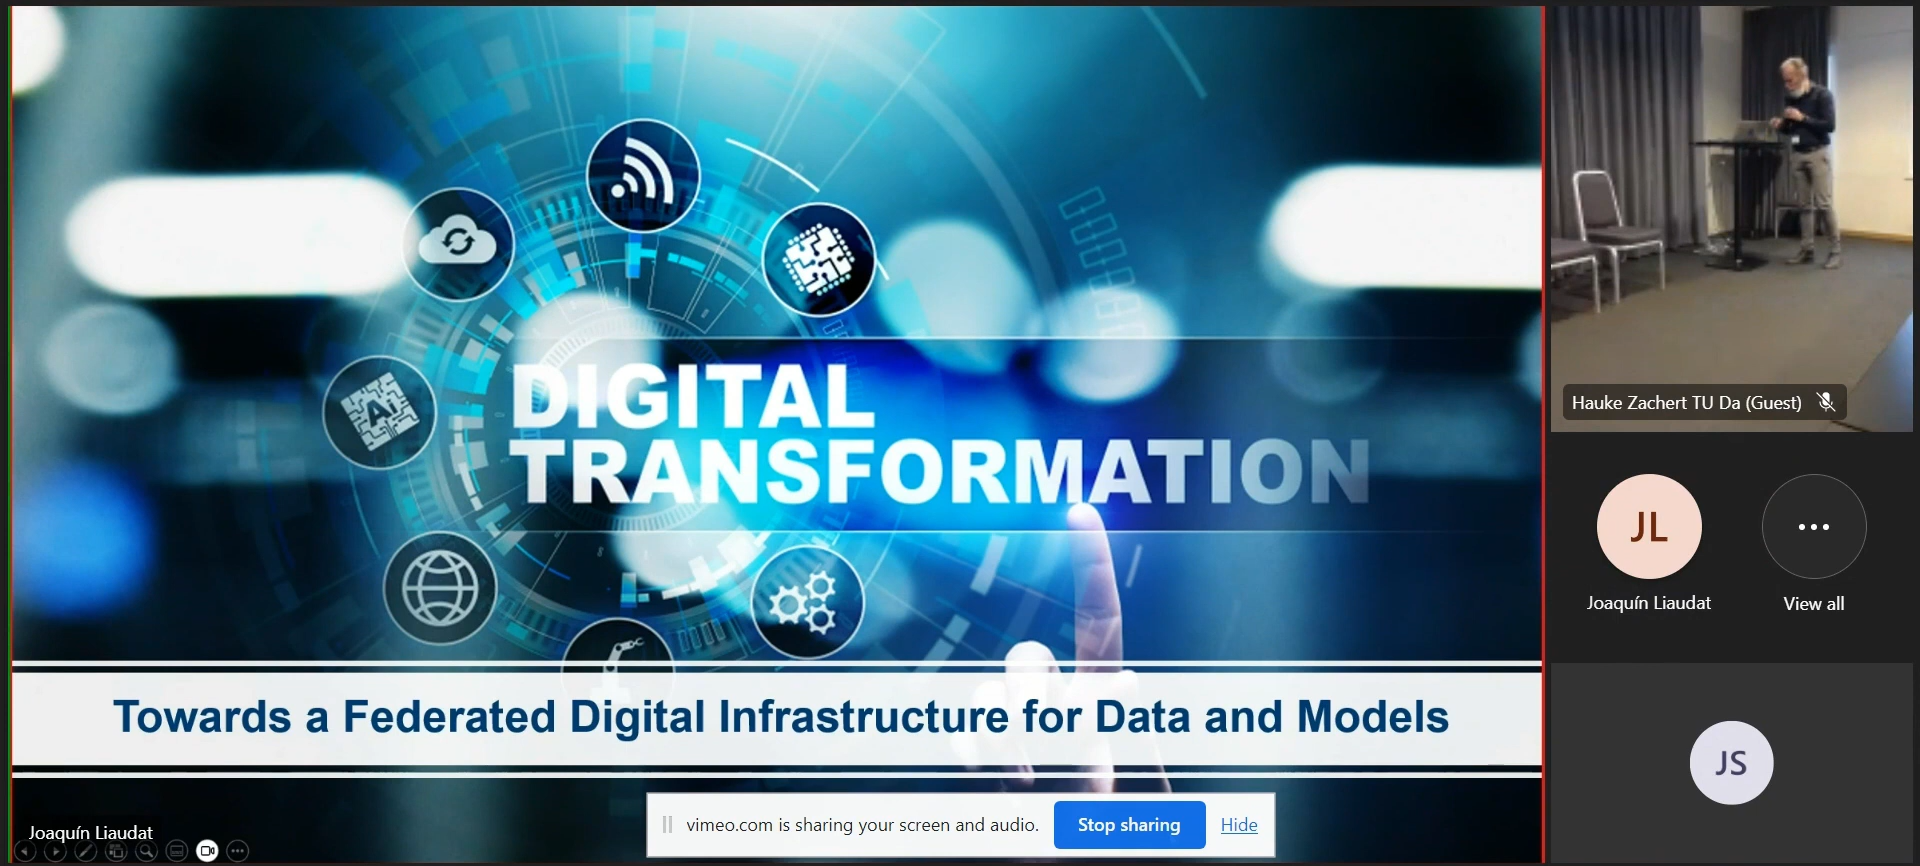 DIGITAL
TRANSFORMATION
Ai
Towards a Federated Digital Infrastructure for Data and Models
Joaquín Liaudat
vimeo.com is sharing your screen and audio.
Stop sharing
Hide
Hauke Zachert TU Da (Guest)
JL
Joaquín Liaudat
View all
JS